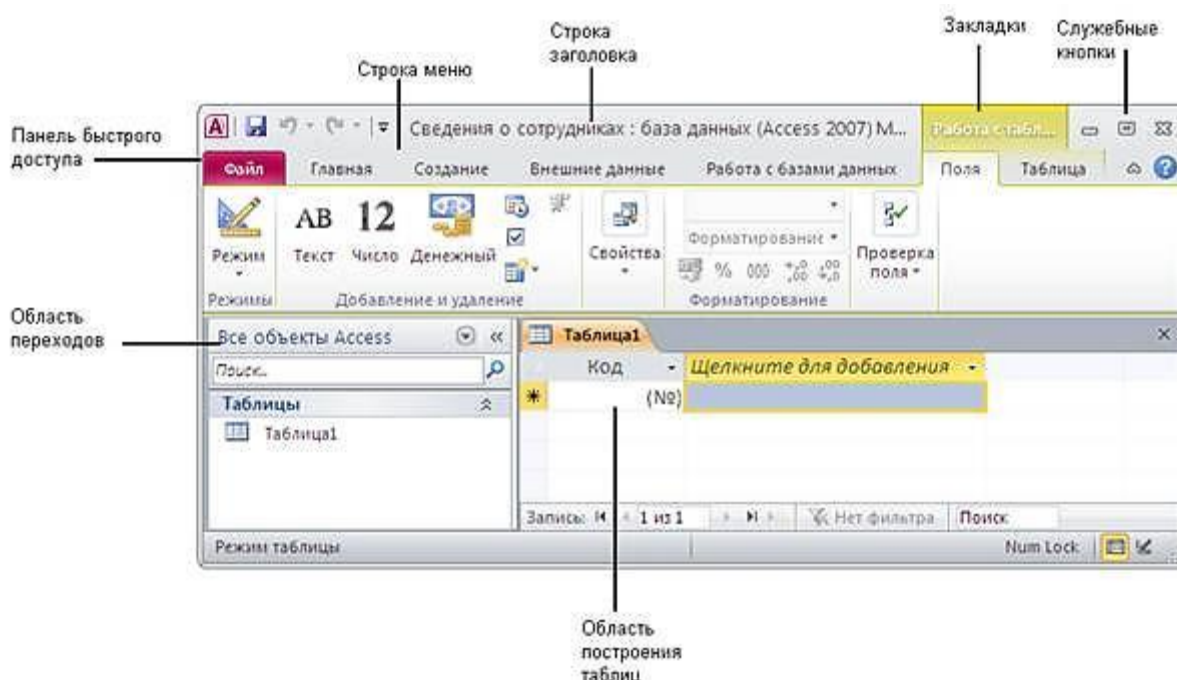 Строка
заголовка
Закладки
Служебные
кнопки
Строка меню
Панель быстрого
доступа
Сведения о сотрудниках : база данных (Access 2007) М...
Работа с табл...
Файл Главная Создание Внешние данные Работа с базами данных Поля Таблица
AB 12
Режим Текст Число Денежный Свойства Форматирование Проверка
поля
% 000
Режимы Добавление и удаление Форматирование
Область
переходов
Все объекты Access
Таблица1
Поиск...
Код Щелкните для добавления
Таблицы
(№)
Таблица1
Запись: 1 из 1 Нет фильтра Поиск
Режим таблицы Num Lock
Область
построения
таблиц